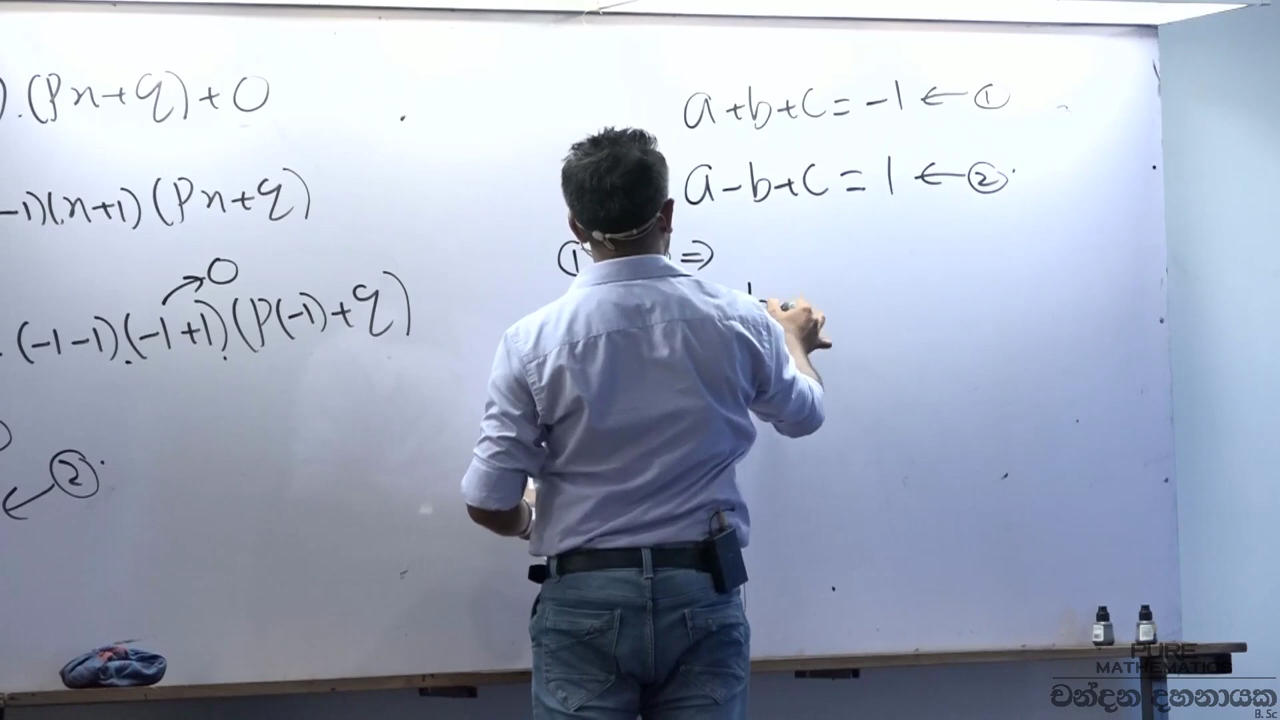 ).(Px+q)+0
-1)(x+1)(Px+q)
0
.(-1-1)(-1+1)(P(-1)+q)
②
a+b+c=-1 ← ①
a-b+c=1 ← ②
① ⇒
b
PURE
MATHEMATICS
චන්දන දහනායක
B.Sc